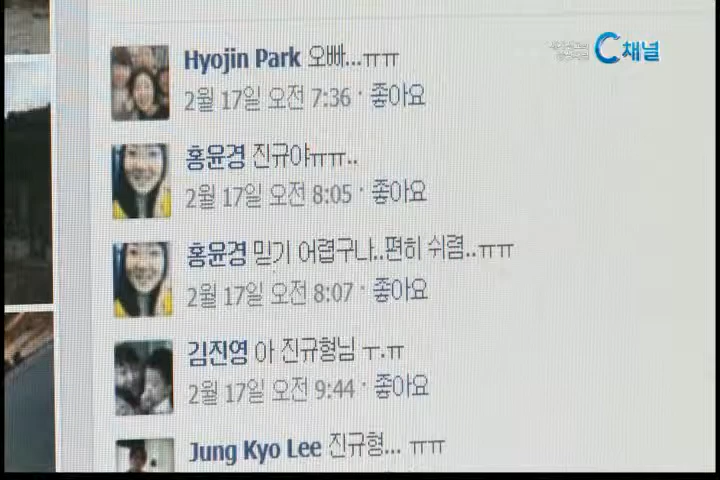 C채널
Hyojin Park 오빠...ㅠㅠ
2월 17일 오전 7:36 · 좋아요
홍윤경 진규야ㅠㅠ..
2월 17일 오전 8:05 · 좋아요
홍윤경 믿기 어렵구나..편히 쉬렴..ㅠㅠ
2월 17일 오전 8:07 · 좋아요
김진영 아 진규형님 ㅜ.ㅠ
2월 17일 오전 9:44 · 좋아요
Jung Kyo Lee 진규형... ㅠㅠ